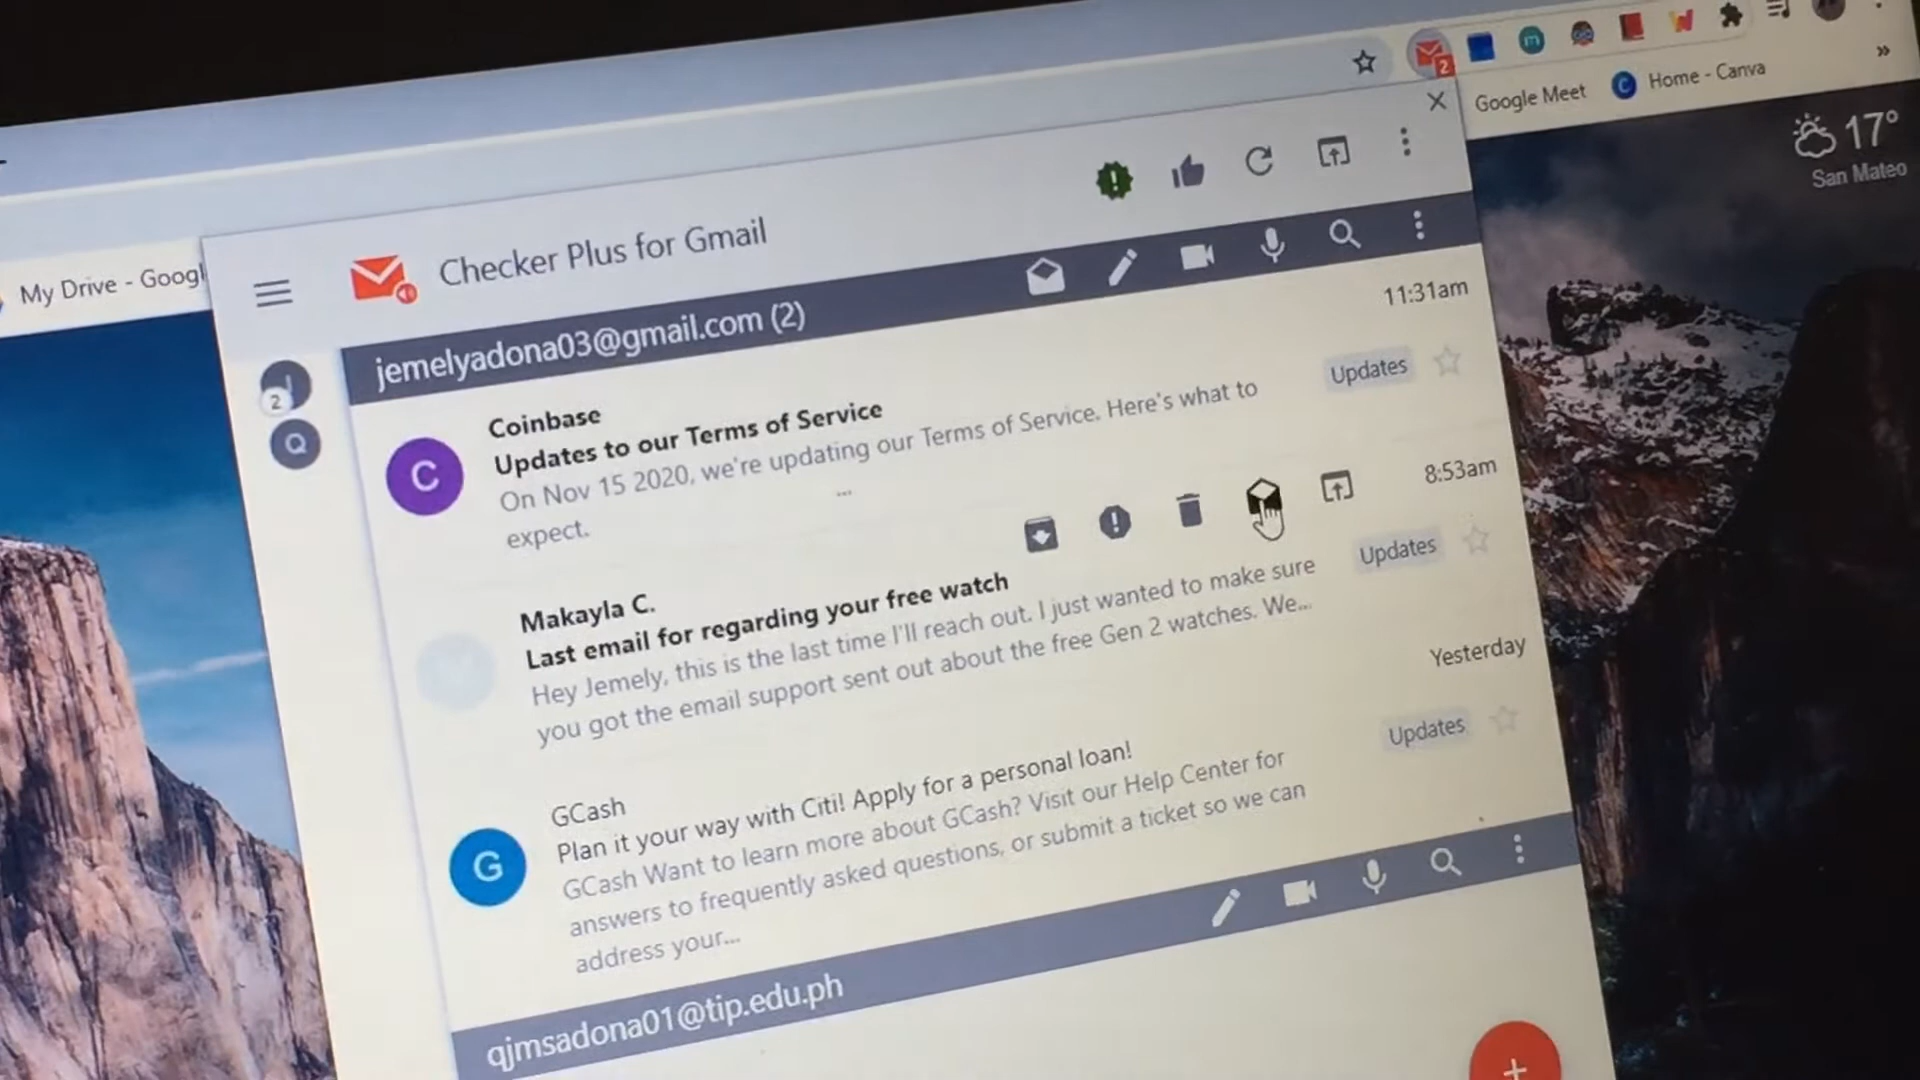 2
Google Meet
C
Home - Canva
»
17°
San Mateo
My Drive - Googl
Checker Plus for Gmail
jemelyadona03@gmail.com (2)
11:31am
2
Q
C
Coinbase
Updates to our Terms of Service
Updates
On Nov 15 2020, we're updating our Terms of Service. Here's what to
expect.
...
8:53am
Makayla C.
Last email for regarding your free watch
Updates
Hey Jemely, this is the last time I'll reach out. I just wanted to make sure
you got the email support sent out about the free Gen 2 watches. We...
Yesterday
G
GCash
Plan it your way with Citi! Apply for a personal loan!
Updates
GCash Want to learn more about GCash? Visit our Help Center for
answers to frequently asked questions, or submit a ticket so we can
address your...
qjmsadona01@tip.edu.ph